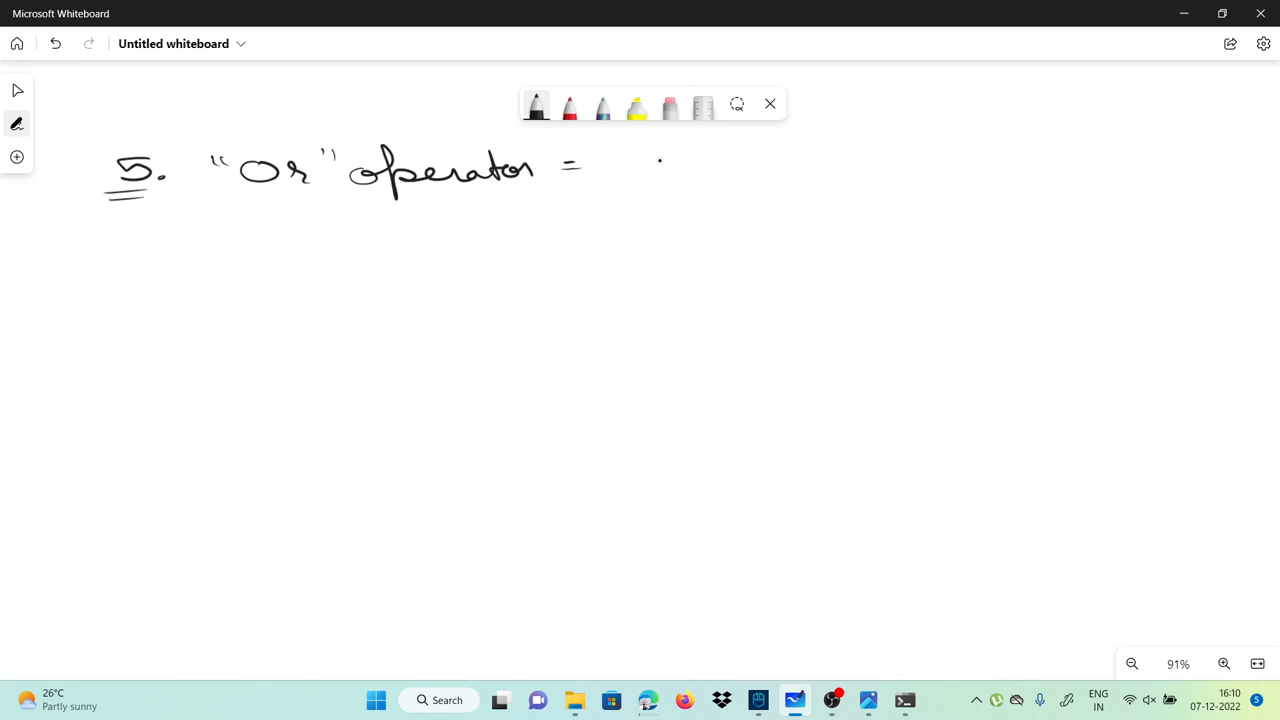 Microsoft Whiteboard
Untitled whiteboard
5. "Or" operator =
91%
26°C
Partly sunny
Search
ENG
IN
16:10
07-12-2022
5